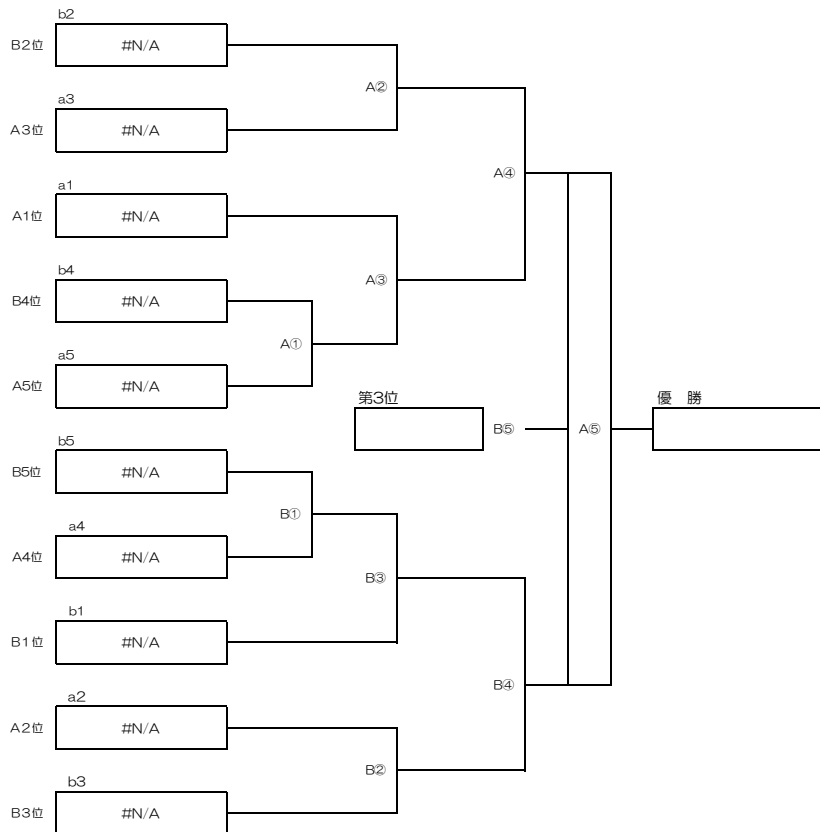 b2
B2位 #N/A
A②
a3
A3位 #N/A
A④
a1
A1位 #N/A
A③
b4
B4位 #N/A
A①
a5
A5位 #N/A
第3位
優 勝
B⑤ A⑤
b5
B5位 #N/A
B①
a4
A4位 #N/A
B③
b1
B1位 #N/A
B④
a2
A2位 #N/A
B②
b3
B3位 #N/A